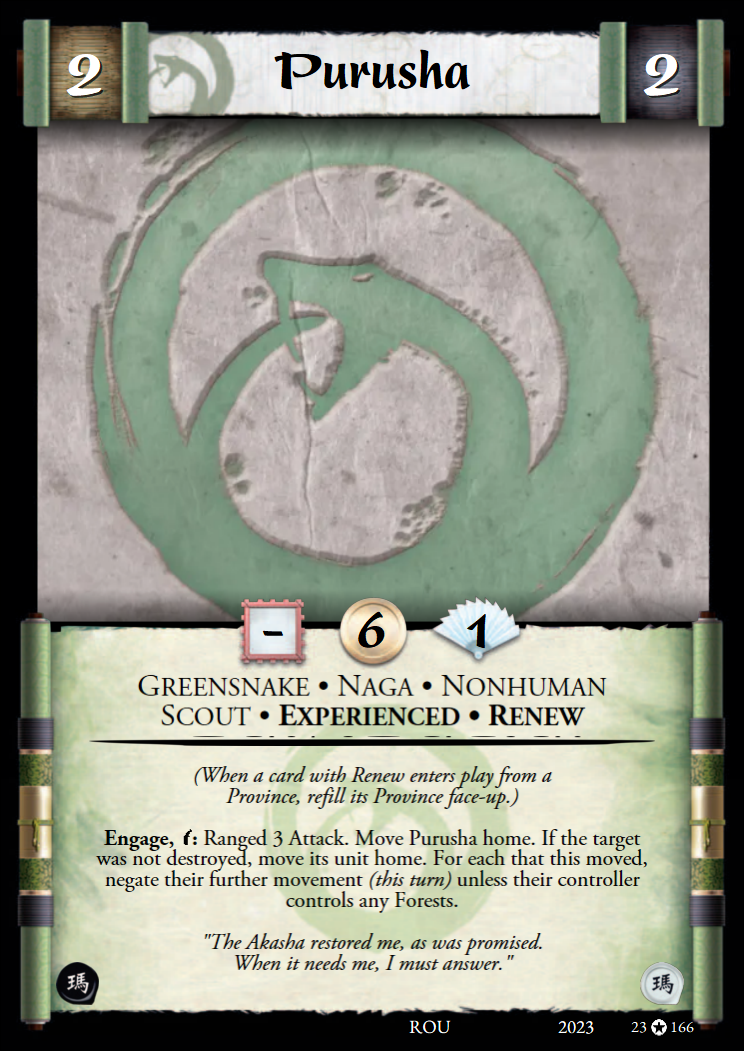 2
Purusha
2
-
6
1
GREENSNAKE • NAGA • NONHUMAN
SCOUT • EXPERIENCED • RENEW
(When a card with Renew enters play from a
Province, refill its Province face-up.)
Engage, : Ranged 3 Attack. Move Purusha home. If the target
was not destroyed, move its unit home. For each that this moved,
negate their further movement (this turn) unless their controller
controls any Forests.
"The Akasha restored me, as was promised.
When it needs me, I must answer."
瑪
瑪
ROU 2023 23 ✪ 166